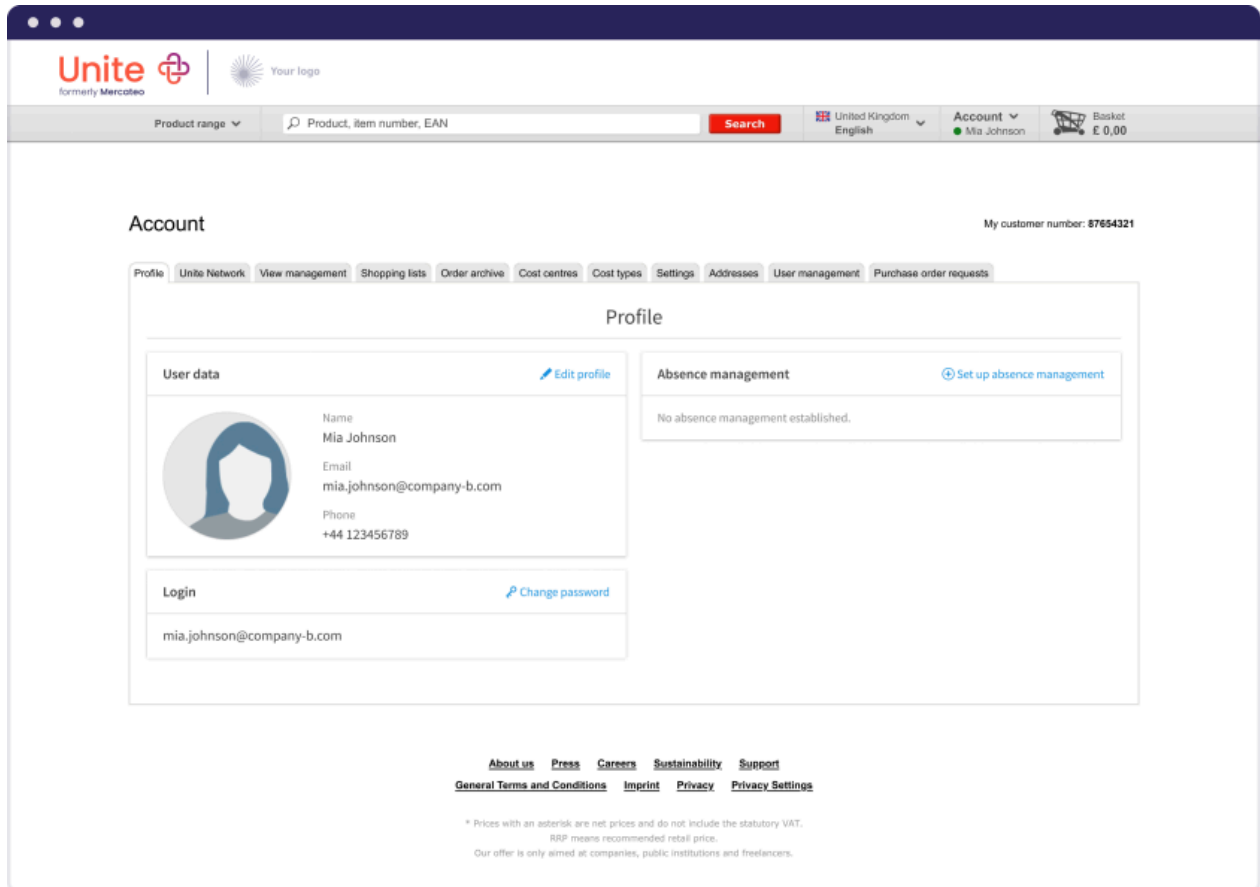 Unite
formerly Mercateo
Your logo
Product range
Product, item number, EAN
Search
United Kingdom
English
Account
Mia Johnson
Basket
£ 0,00
Account
My customer number: 87654321
Profile Unite Network View management Shopping lists Order archive Cost centres Cost types Settings Addresses User management Purchase order requests
Profile
User data
Edit profile
Name
Mia Johnson
Email
mia.johnson@company-b.com
Phone
+44 123456789
Absence management
Set up absence management
No absence management established.
Login
Change password
mia.johnson@company-b.com
About us Press Careers Sustainability Support
General Terms and Conditions Imprint Privacy Privacy Settings
* Prices with an asterisk are net prices and do not include the statutory VAT.
RRP means recommended retail price.
Our offer is only aimed at companies, public institutions and freelancers.